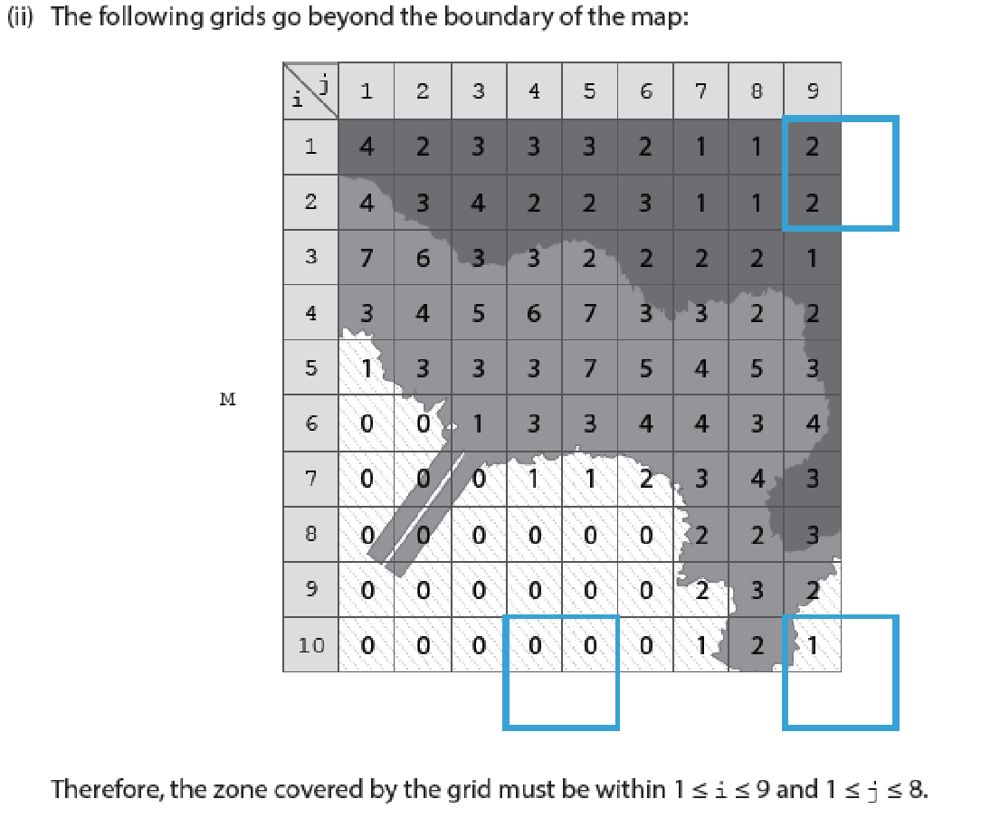 (ii) The following grids go beyond the boundary of the map:
i j 1 2 3 4 5 6 7 8 9
1 4 2 3 3 3 2 1 1 2
2 4 3 4 2 2 3 1 1 2
3 7 6 3 3 2 2 2 2 1
4 3 4 5 6 7 3 3 2 2
5 1 3 3 3 7 5 4 5 3
M
6 0 0 1 3 3 4 4 3 4
7 0 0 0 1 1 2 3 4 3
8 0 0 0 0 0 0 2 2 3
9 0 0 0 0 0 0 2 3 2
10 0 0 0 0 0 0 1 2 1
Therefore, the zone covered by the grid must be within 1 ≤ i ≤ 9 and 1 ≤ j ≤ 8.